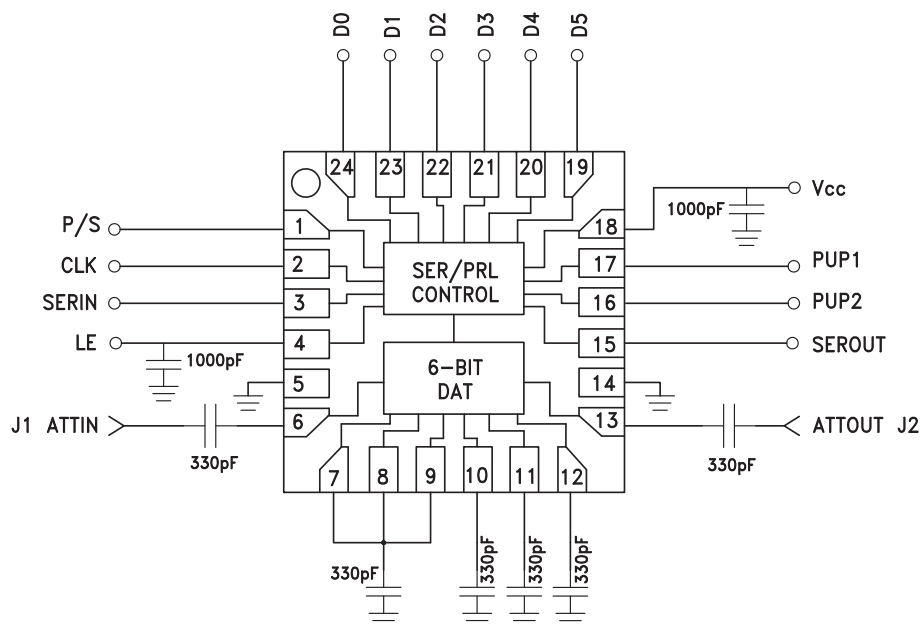 D0 D1 D2 D3 D4 D5
24 23 22 21 20 19
P/S 1 18 1000pF Vcc
CLK 2 SER/PRL 17 PUP1
SERIN 3 CONTROL 16 PUP2
LE 4 15 SEROUT
1000pF
5 6-BIT 14
DAT
J1 ATTIN 6 13 ATTOUT J2
330pF 330pF
7 8 9 10 11 12
330pF 330pF 330pF 330pF